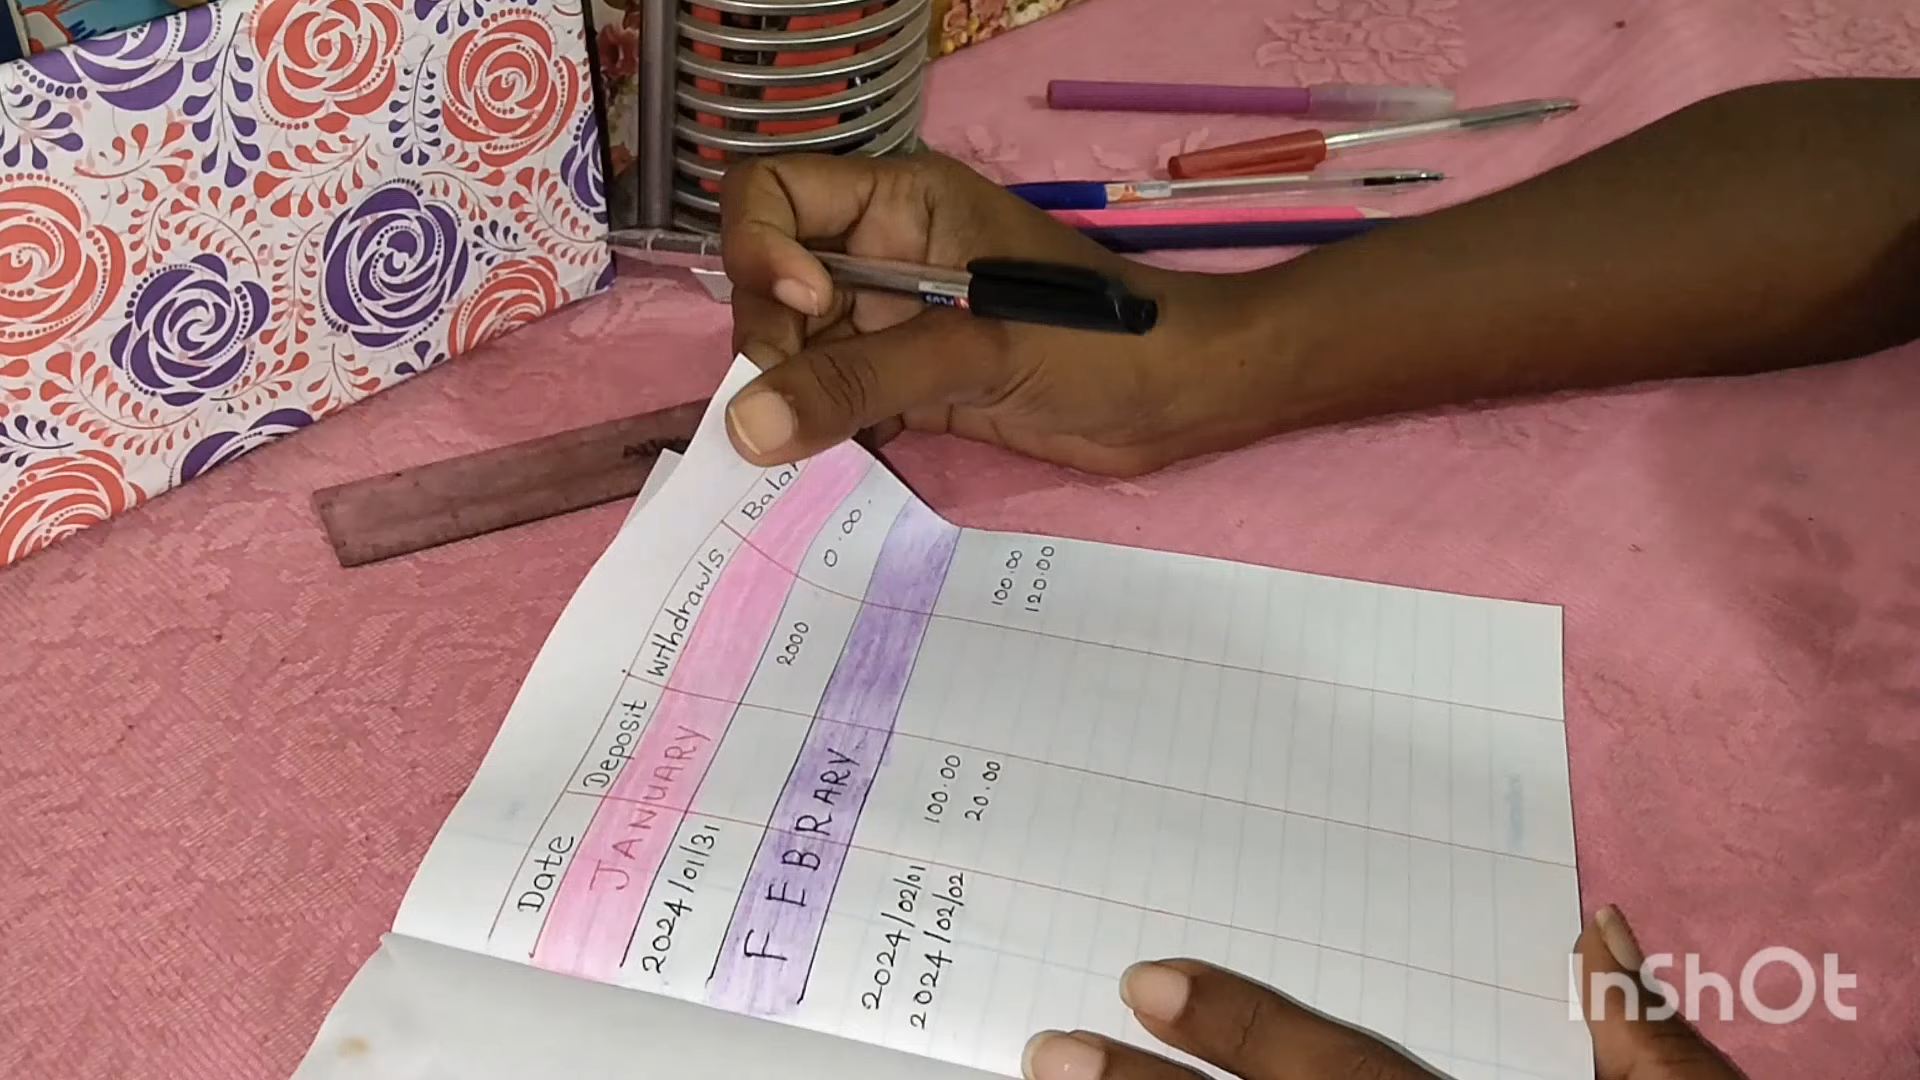 Date Deposit Withdrawls Balan
JANUARY
2024/01/31 2000 0.00.
FEBRARY
2024/02/01 100.00 100.00
2024/02/02 20.00 120.00
InShOt